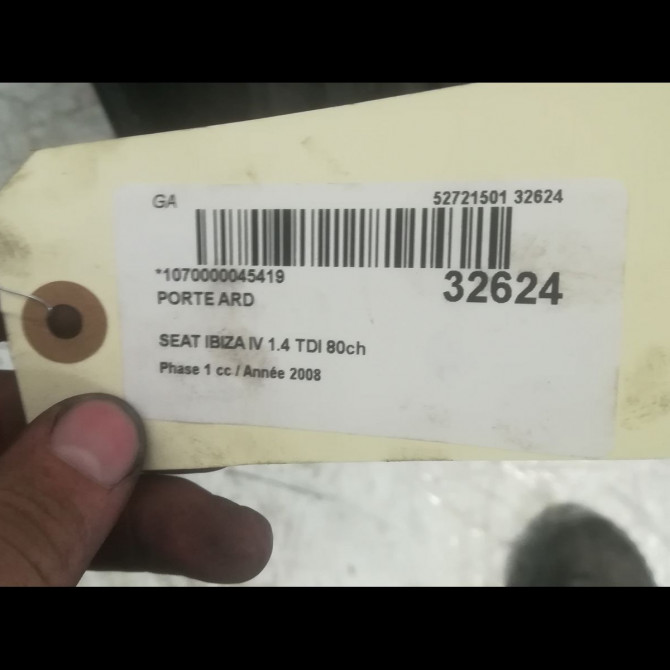 GA 52721501 32624
*1070000045419 32624
PORTE ARD
SEAT IBIZA IV 1.4 TDI 80ch
Phase 1 cc / Année 2008